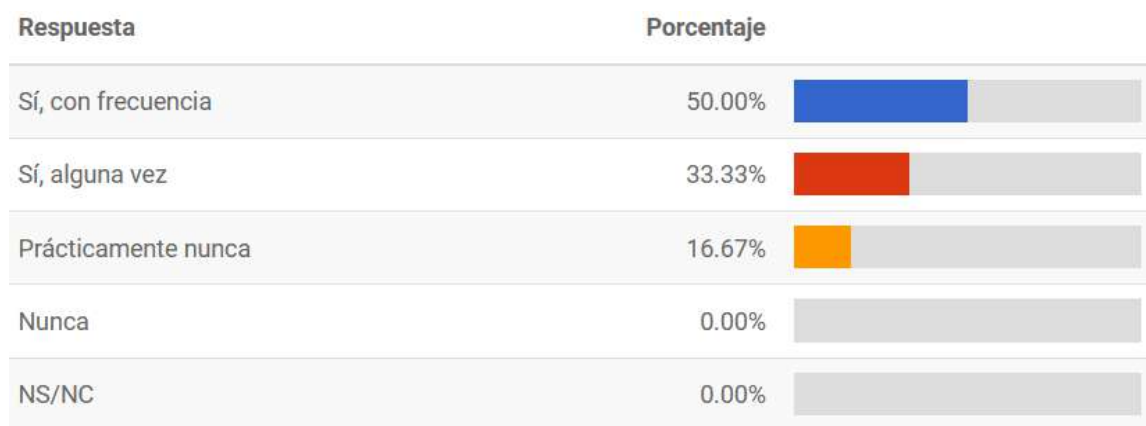 Respuesta Porcentaje
Sí, con frecuencia 50.00%
Sí, alguna vez 33.33%
Prácticamente nunca 16.67%
Nunca 0.00%
NS/NC 0.00%